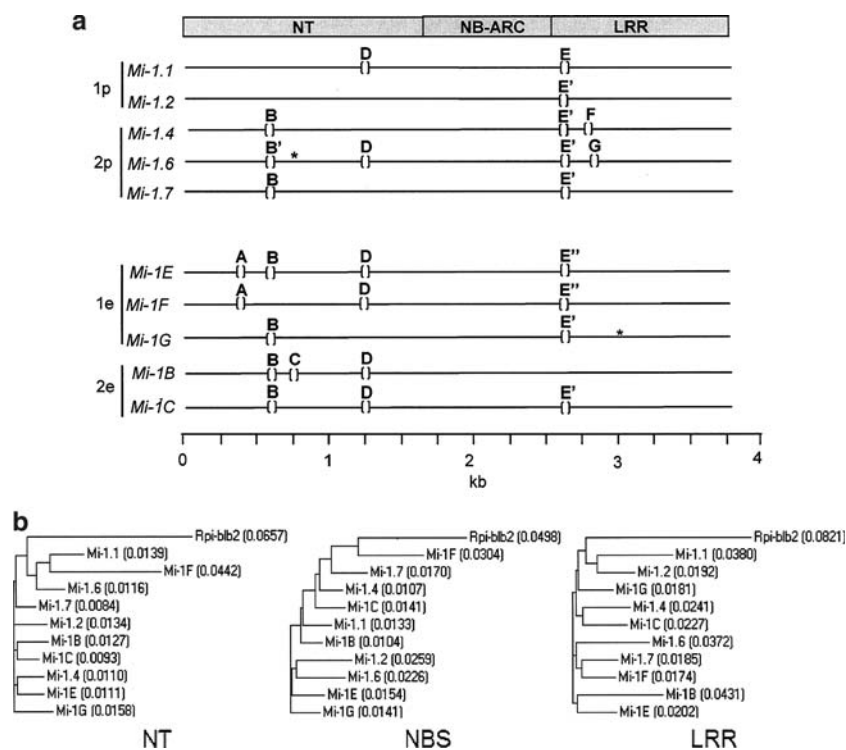 a
NT NB-ARC LRR
D E
1p Mi-1.1
E'
Mi-1.2
B E' F
Mi-1.4
B' * D E' G
2p Mi-1.6
B E'
Mi-1.7
A B D E''
Mi-1E
A D E''
1e Mi-1F
B E' *
Mi-1G
B C D
Mi-1B
2e
B D E'
Mi-1C
0 1 2 3 4
kb
b
Rpi-blb2 (0.0657)
Mi-1.1 (0.0139)
Mi-1F (0.0442)
Mi-1.6 (0.0116)
Mi-1.7 (0.0084)
Mi-1.2 (0.0134)
Mi-1B (0.0127)
Mi-1C (0.0093)
Mi-1.4 (0.0110)
Mi-1E (0.0111)
Mi-1G (0.0158)
NT
Rpi-blb2 (0.0498)
Mi-1F (0.0304)
Mi-1.7 (0.0170)
Mi-1.4 (0.0107)
Mi-1C (0.0141)
Mi-1.1 (0.0133)
Mi-1B (0.0104)
Mi-1.2 (0.0259)
Mi-1.6 (0.0226)
Mi-1E (0.0154)
Mi-1G (0.0141)
NBS
Rpi-blb2 (0.0821)
Mi-1.1 (0.0380)
Mi-1.2 (0.0192)
Mi-1G (0.0181)
Mi-1.4 (0.0241)
Mi-1C (0.0227)
Mi-1.6 (0.0372)
Mi-1.7 (0.0185)
Mi-1F (0.0174)
Mi-1B (0.0431)
Mi-1E (0.0202)
LRR